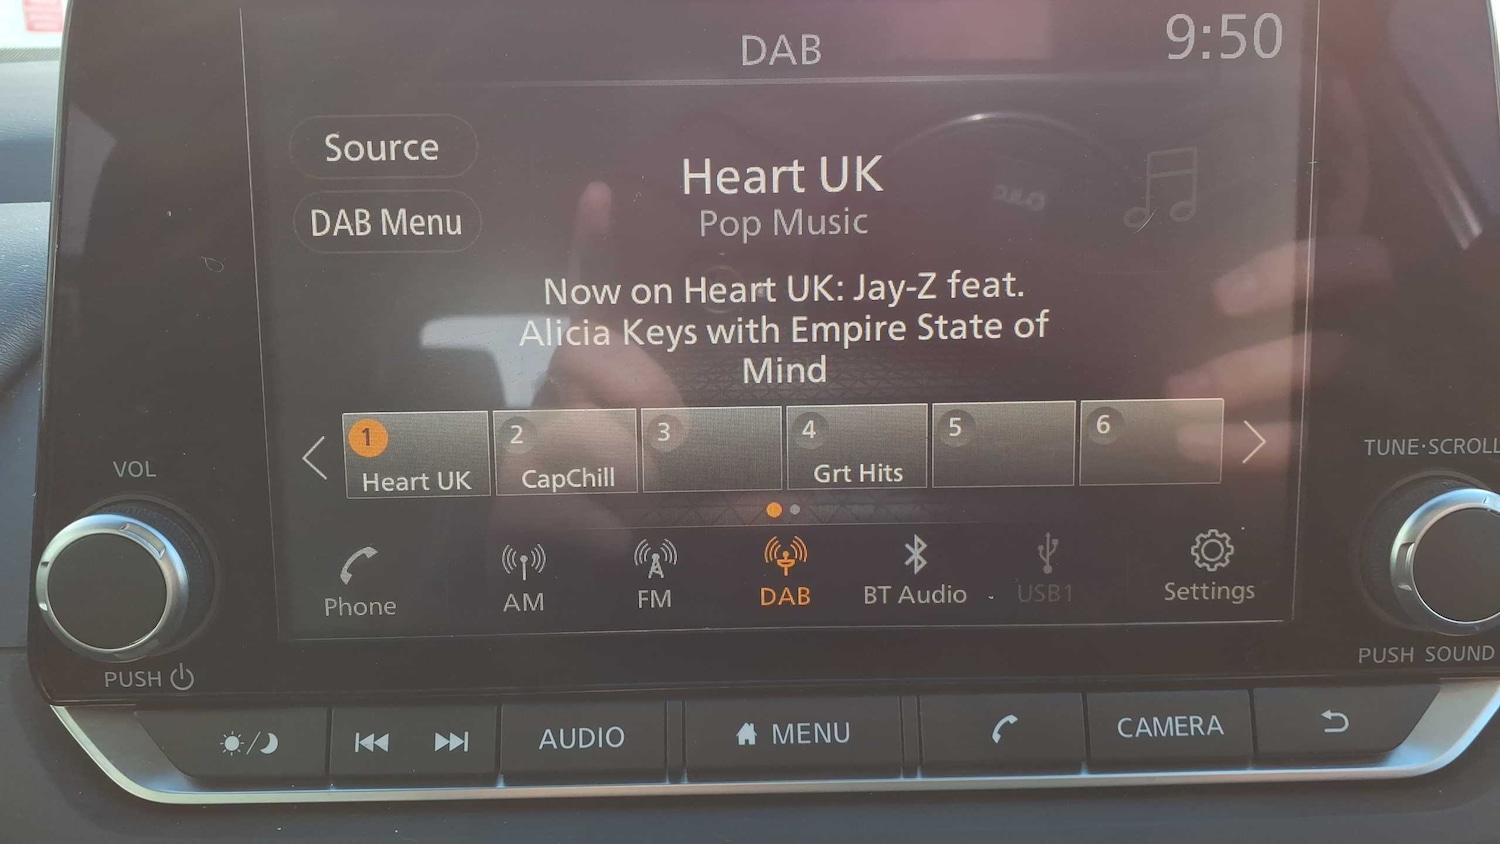 DAB
9:50
Source
Heart UK
DAB Menu
Pop Music
Now on Heart UK: Jay-Z feat.
Alicia Keys with Empire State of
Mind
1
Heart UK
2
CapChill
3
4
Grt Hits
5
6
VOL
TUNE·SCROLL
Phone
AM
FM
DAB
BT Audio
USB1
Settings
PUSH
PUSH SOUND
AUDIO
MENU
CAMERA